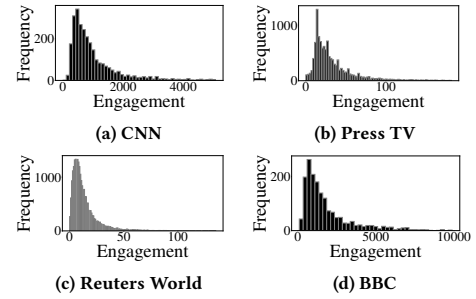 Frequency
200
0
0
2000
4000
Engagement
(a) CNN
Frequency
1000
0
0
100
Engagement
(b) Press TV
Frequency
1000
0
0
50
100
Engagement
(c) Reuters World
Frequency
200
0
0
5000
10000
Engagement
(d) BBC